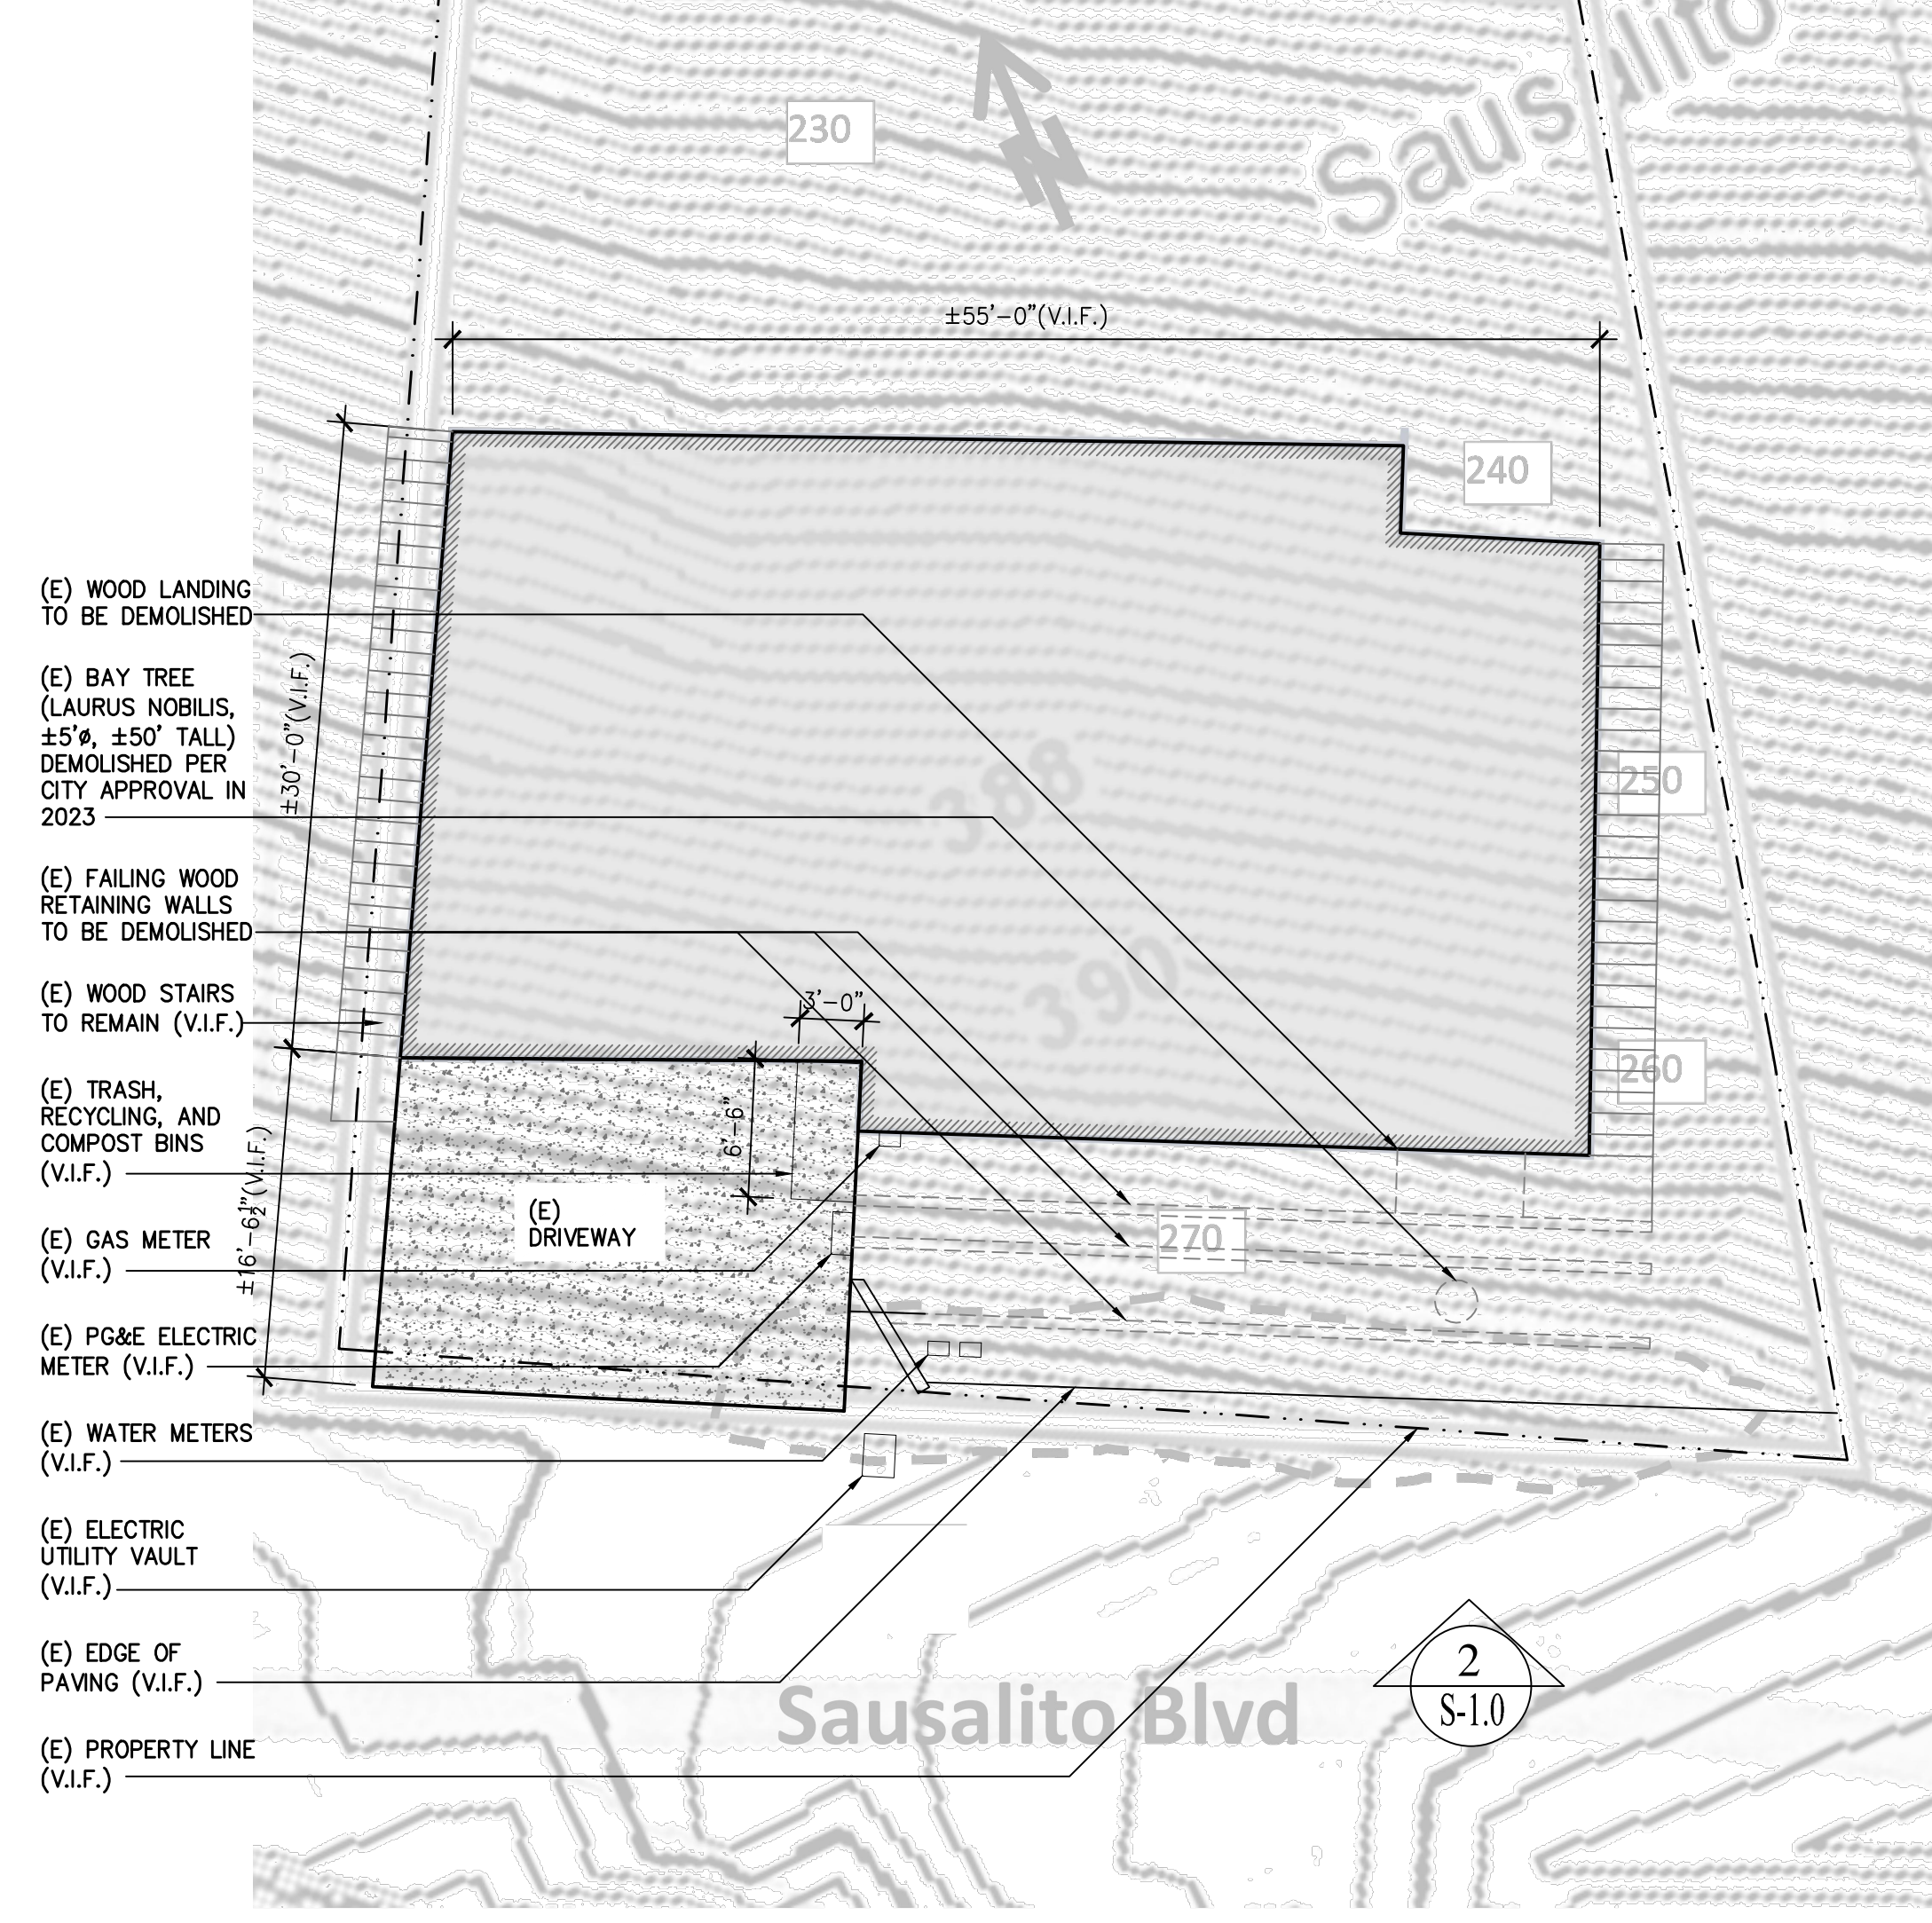 Sausalito
N
230
±55'-0"(V.I.F.)
240
(E) WOOD LANDING
TO BE DEMOLISHED
(E) BAY TREE
(LAURUS NOBILIS,
±5'ø, ±50' TALL)
DEMOLISHED PER
CITY APPROVAL IN
2023
±30'-0"(V.I.F.)
388
250
(E) FAILING WOOD
RETAINING WALLS
TO BE DEMOLISHED
390
(E) WOOD STAIRS
TO REMAIN (V.I.F.)
3'-0"
260
(E) TRASH,
RECYCLING, AND
COMPOST BINS
(V.I.F.)
6'-6"
±16'-6½"(V.I.F.)
(E)
DRIVEWAY
270
(E) GAS METER
(V.I.F.)
(E) PG&E ELECTRIC
METER (V.I.F.)
(E) WATER METERS
(V.I.F.)
(E) ELECTRIC
UTILITY VAULT
(V.I.F.)
(E) EDGE OF
PAVING (V.I.F.)
Sausalito Blvd
2
S-1.0
(E) PROPERTY LINE
(V.I.F.)